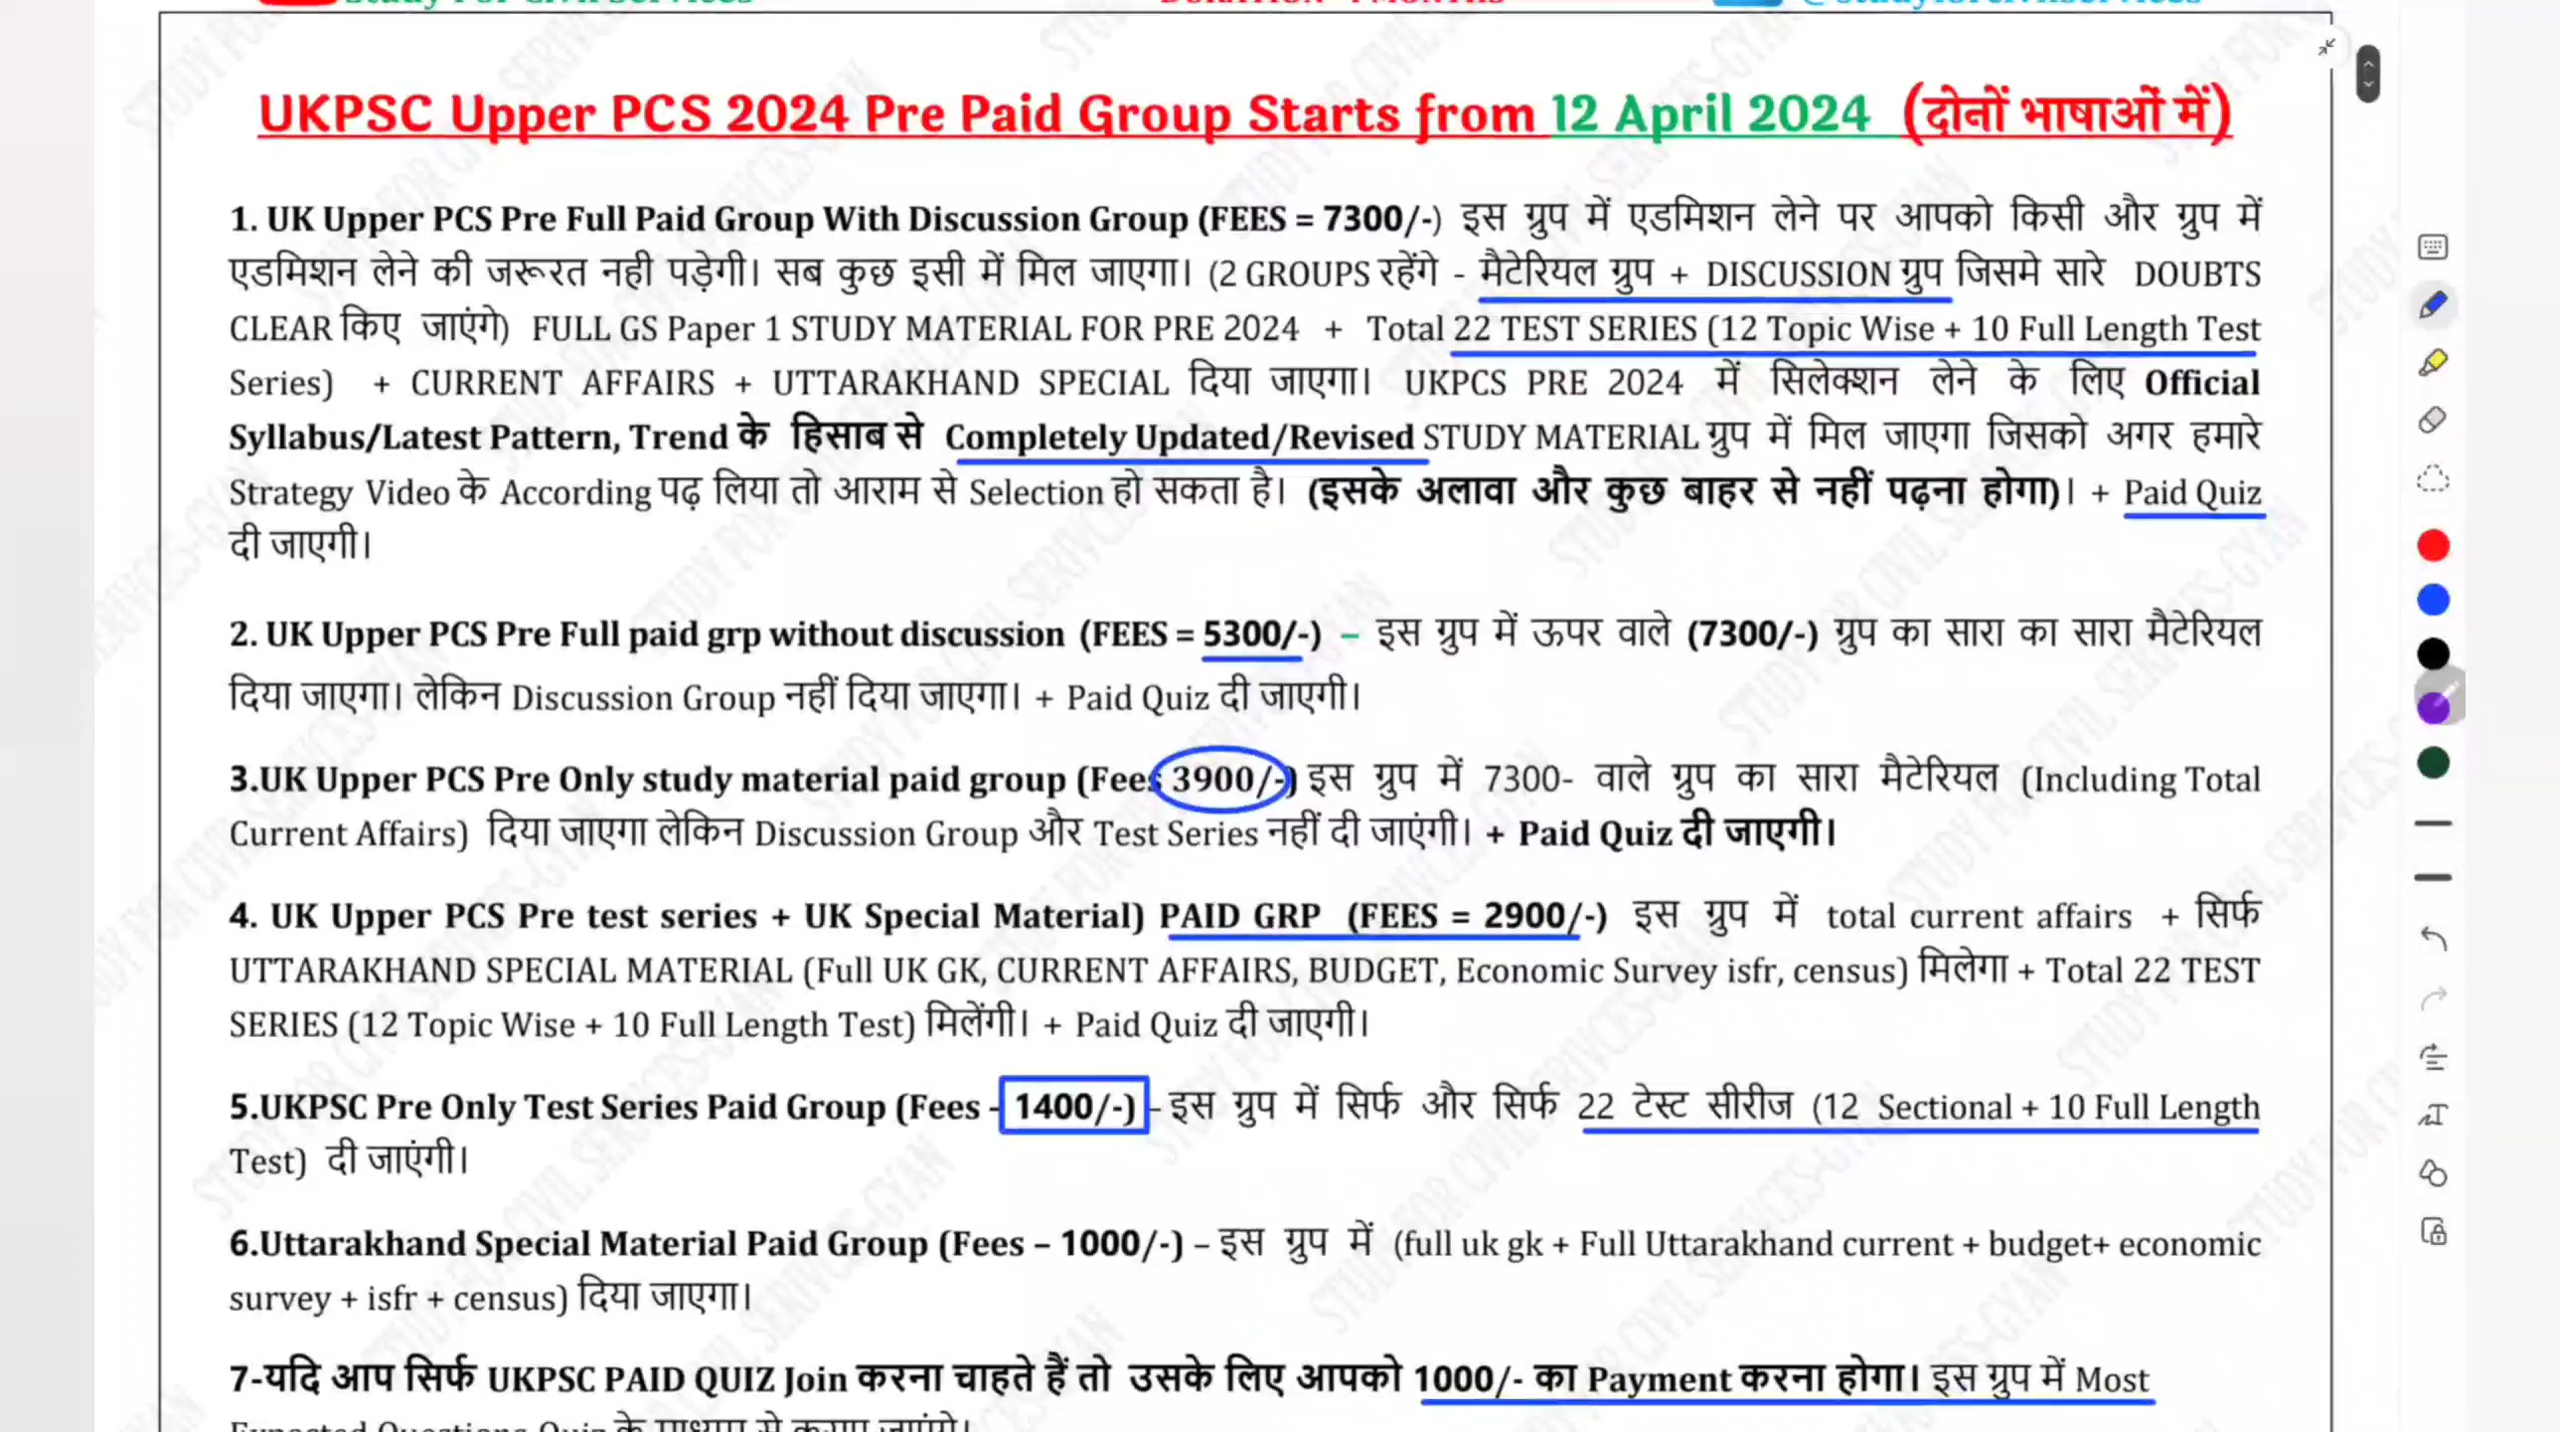 Study For Civil Services
DURATION - 4 MONTHS
@studyforcivilservices
UKPSC Upper PCS 2024 Pre Paid Group Starts from 12 April 2024 (दोनों भाषाओं में)
1. UK Upper PCS Pre Full Paid Group With Discussion Group (FEES = 7300/-) इस ग्रुप में एडमिशन लेने पर आपको किसी और ग्रुप में
एडमिशन लेने की जरूरत नही पड़ेगी। सब कुछ इसी में मिल जाएगा। (2 GROUPS रहेंगे - मैटेरियल ग्रुप + DISCUSSION ग्रुप जिसमे सारे DOUBTS
CLEAR किए जाएंगे) FULL GS Paper 1 STUDY MATERIAL FOR PRE 2024 + Total 22 TEST SERIES (12 Topic Wise + 10 Full Length Test
Series) + CURRENT AFFAIRS + UTTARAKHAND SPECIAL दिया जाएगा। UKPCS PRE 2024 में सिलेक्शन लेने के लिए Official
Syllabus/Latest Pattern, Trend के हिसाब से Completely Updated/Revised STUDY MATERIAL ग्रुप में मिल जाएगा जिसको अगर हमारे
Strategy Video के According पढ़ लिया तो आराम से Selection हो सकता है। (इसके अलावा और कुछ बाहर से नहीं पढ़ना होगा)। + Paid Quiz
दी जाएगी।
2. UK Upper PCS Pre Full paid grp without discussion (FEES = 5300/-) – इस ग्रुप में ऊपर वाले (7300/-) ग्रुप का सारा का सारा मैटेरियल
दिया जाएगा। लेकिन Discussion Group नहीं दिया जाएगा। + Paid Quiz दी जाएगी।
3.UK Upper PCS Pre Only study material paid group (Fees 3900/-) इस ग्रुप में 7300- वाले ग्रुप का सारा मैटेरियल (Including Total
Current Affairs) दिया जाएगा लेकिन Discussion Group और Test Series नहीं दी जाएंगी। + Paid Quiz दी जाएगी।
4. UK Upper PCS Pre test series + UK Special Material) PAID GRP (FEES = 2900/-) इस ग्रुप में total current affairs + सिर्फ
UTTARAKHAND SPECIAL MATERIAL (Full UK GK, CURRENT AFFAIRS, BUDGET, Economic Survey isfr, census) मिलेगा + Total 22 TEST
SERIES (12 Topic Wise + 10 Full Length Test) मिलेंगी। + Paid Quiz दी जाएगी।
5.UKPSC Pre Only Test Series Paid Group (Fees - 1400/-) - इस ग्रुप में सिर्फ और सिर्फ 22 टेस्ट सीरीज (12 Sectional + 10 Full Length
Test) दी जाएंगी।
6.Uttarakhand Special Material Paid Group (Fees – 1000/-) – इस ग्रुप में (full uk gk + Full Uttarakhand current + budget+ economic
survey + isfr + census) दिया जाएगा।
7-यदि आप सिर्फ UKPSC PAID QUIZ Join करना चाहते हैं तो उसके लिए आपको 1000/- का Payment करना होगा। इस ग्रुप में Most
Expected Questions Quiz के माध्यम से कराए जाएंगे।